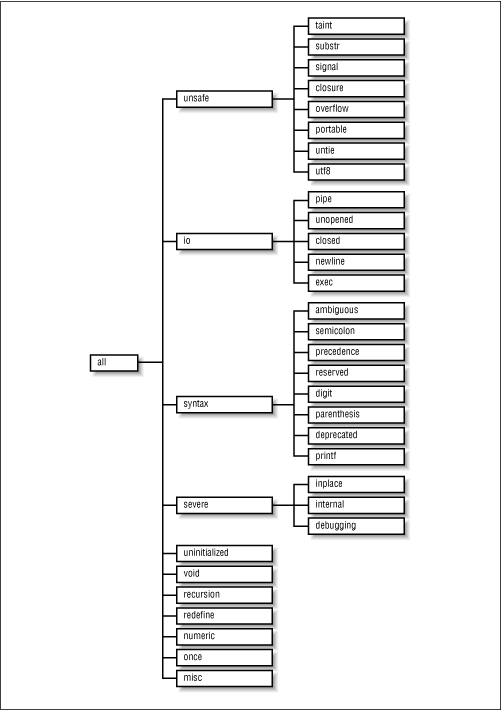 all
unsafe
taint
substr
signal
closure
overflow
portable
untie
utf8
io
pipe
unopened
closed
newline
exec
syntax
ambiguous
semicolon
precedence
reserved
digit
parenthesis
deprecated
printf
severe
inplace
internal
debugging
uninitialized
void
recursion
redefine
numeric
once
misc